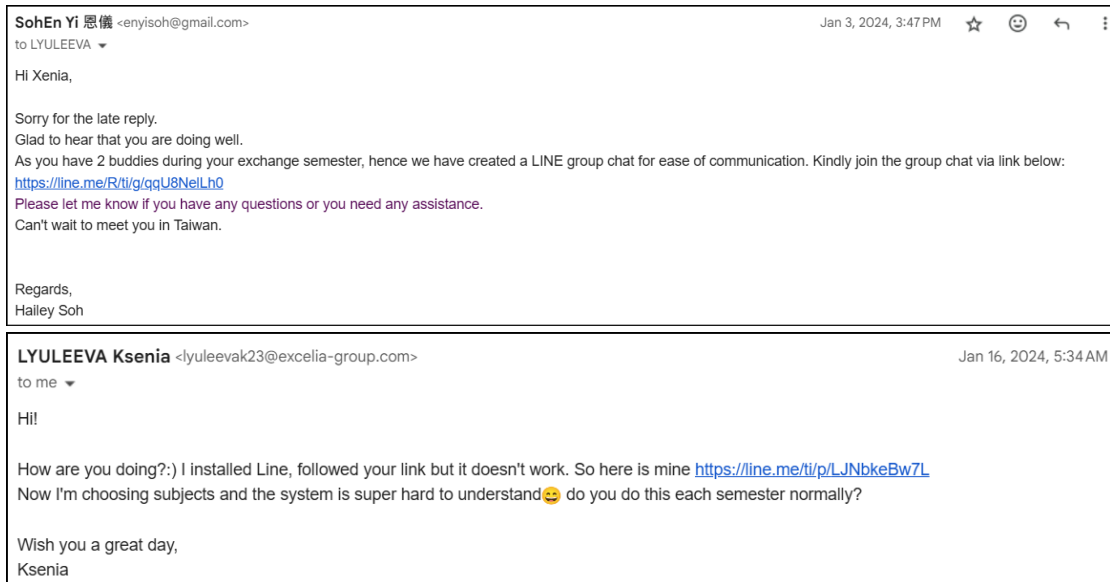 SohEn Yi 恩儀 <enyisoh@gmail.com> Jan 3, 2024, 3:47 PM
to LYULEEVA
Hi Xenia,
Sorry for the late reply.
Glad to hear that you are doing well.
As you have 2 buddies during your exchange semester, hence we have created a LINE group chat for ease of communication. Kindly join the group chat via link below:
https://line.me/R/ti/g/qqU8NelLh0
Please let me know if you have any questions or you need any assistance.
Can't wait to meet you in Taiwan.
Regards,
Hailey Soh
LYULEEVA Ksenia <lyuleevak23@excelia-group.com> Jan 16, 2024, 5:34 AM
to me
Hi!
How are you doing?:) I installed Line, followed your link but it doesn't work. So here is mine https://line.me/ti/p/LJNbkeBw7L
Now I'm choosing subjects and the system is super hard to understand😄 do you do this each semester normally?
Wish you a great day,
Ksenia